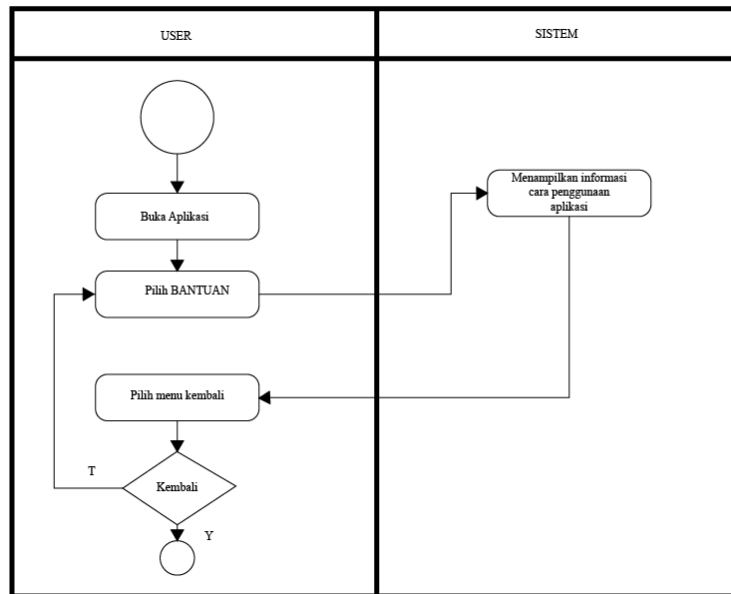 USER
SISTEM
Menampilkan informasi
cara penggunaan
aplikasi
Buka Aplikasi
Pilih BANTUAN
Pilih menu kembali
T
Kembali
Y